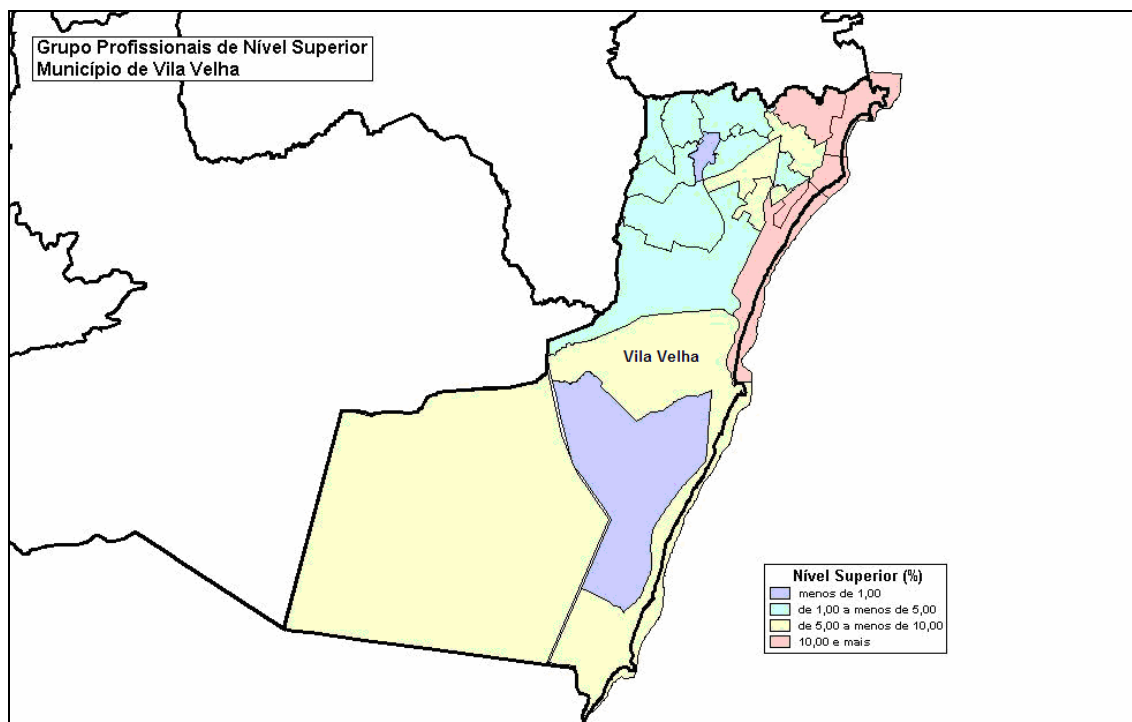 Grupo Profissionais de Nível Superior
Município de Vila Velha
Vila Velha
Nível Superior (%)
menos de 1,00
de 1,00 a menos de 5,00
de 5,00 a menos de 10,00
10,00 e mais